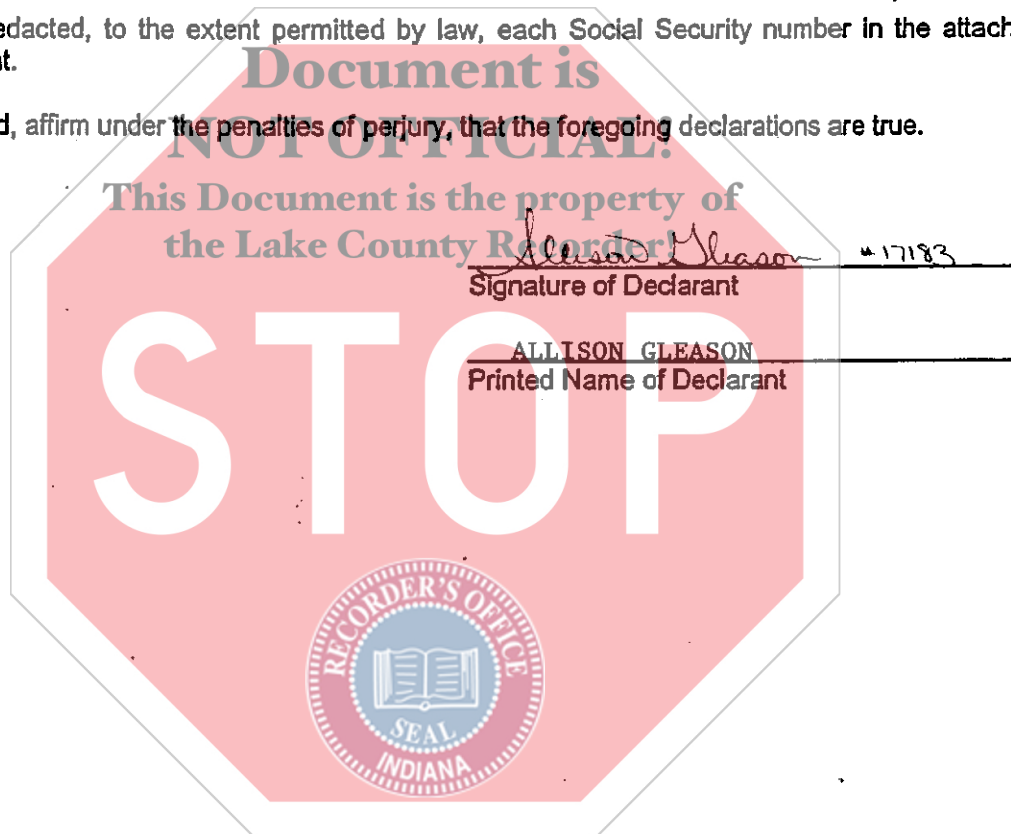 edacted, to the extent permitted by law, each Social Security number in the attach
t.
Document is
d, affirm under the penalties of perjury, that the foregoing declarations are true.
NOT OFFICIAL!
This Document is the property of
the Lake County Recorder!
Allison Gleason #17183
Signature of Declarant
ALLISON GLEASON
Printed Name of Declarant
STOP
RECORDER'S OFFICE
SEAL
INDIANA